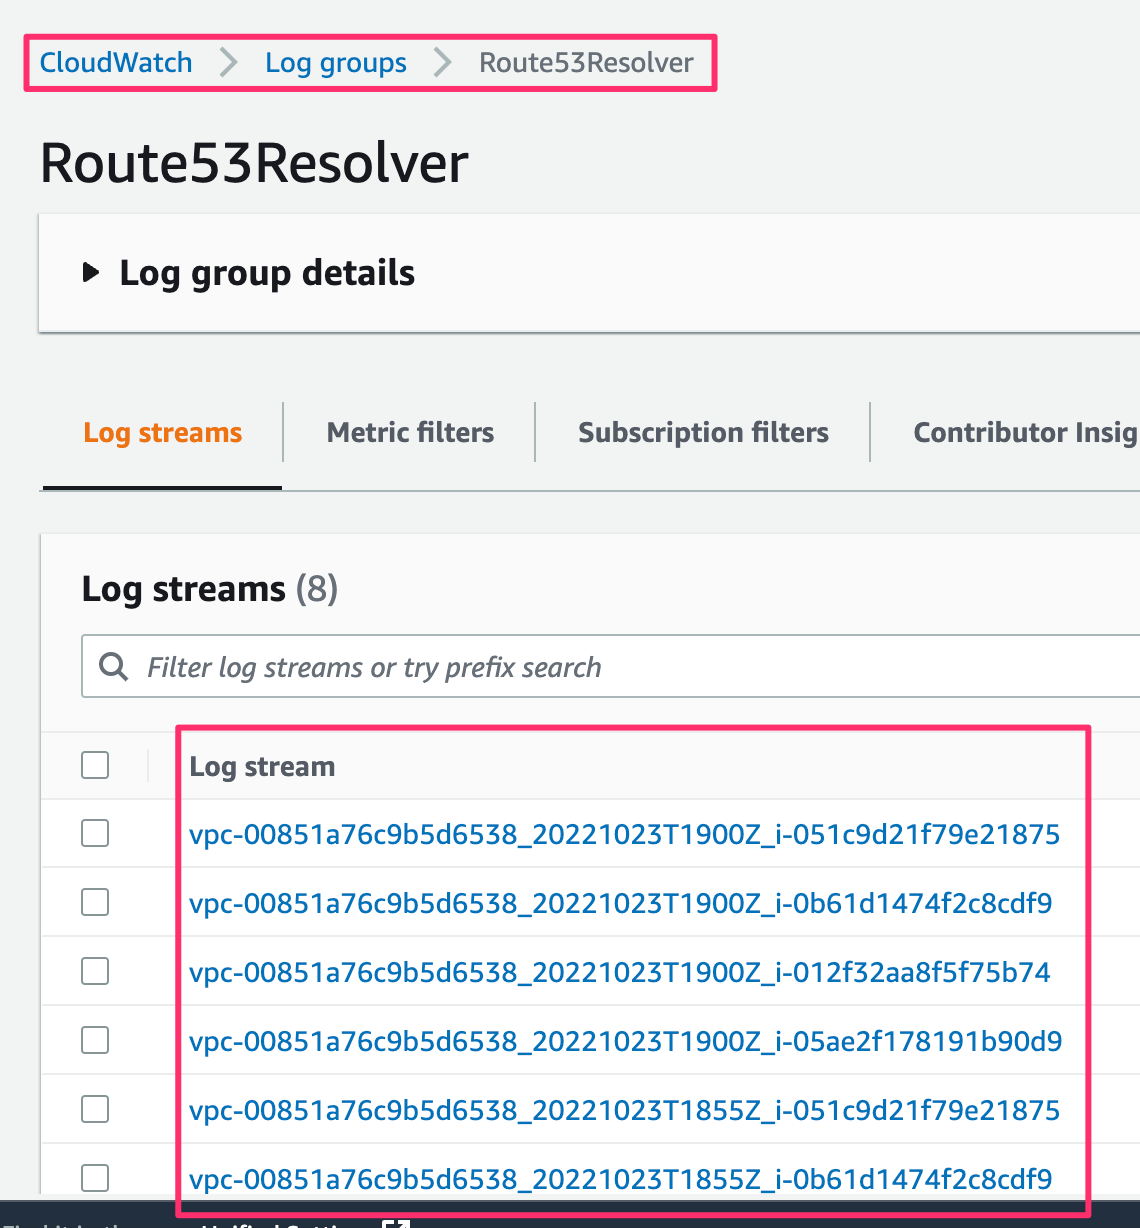 CloudWatch > Log groups > Route53Resolver
Route53Resolver
Log group details
Log streams Metric filters Subscription filters Contributor Insig
Log streams (8)
Filter log streams or try prefix search
Log stream
vpc-00851a76c9b5d6538_20221023T1900Z_i-051c9d21f79e21875
vpc-00851a76c9b5d6538_20221023T1900Z_i-0b61d1474f2c8cdf9
vpc-00851a76c9b5d6538_20221023T1900Z_i-012f32aa8f5f75b74
vpc-00851a76c9b5d6538_20221023T1900Z_i-05ae2f178191b90d9
vpc-00851a76c9b5d6538_20221023T1855Z_i-051c9d21f79e21875
vpc-00851a76c9b5d6538_20221023T1855Z_i-0b61d1474f2c8cdf9